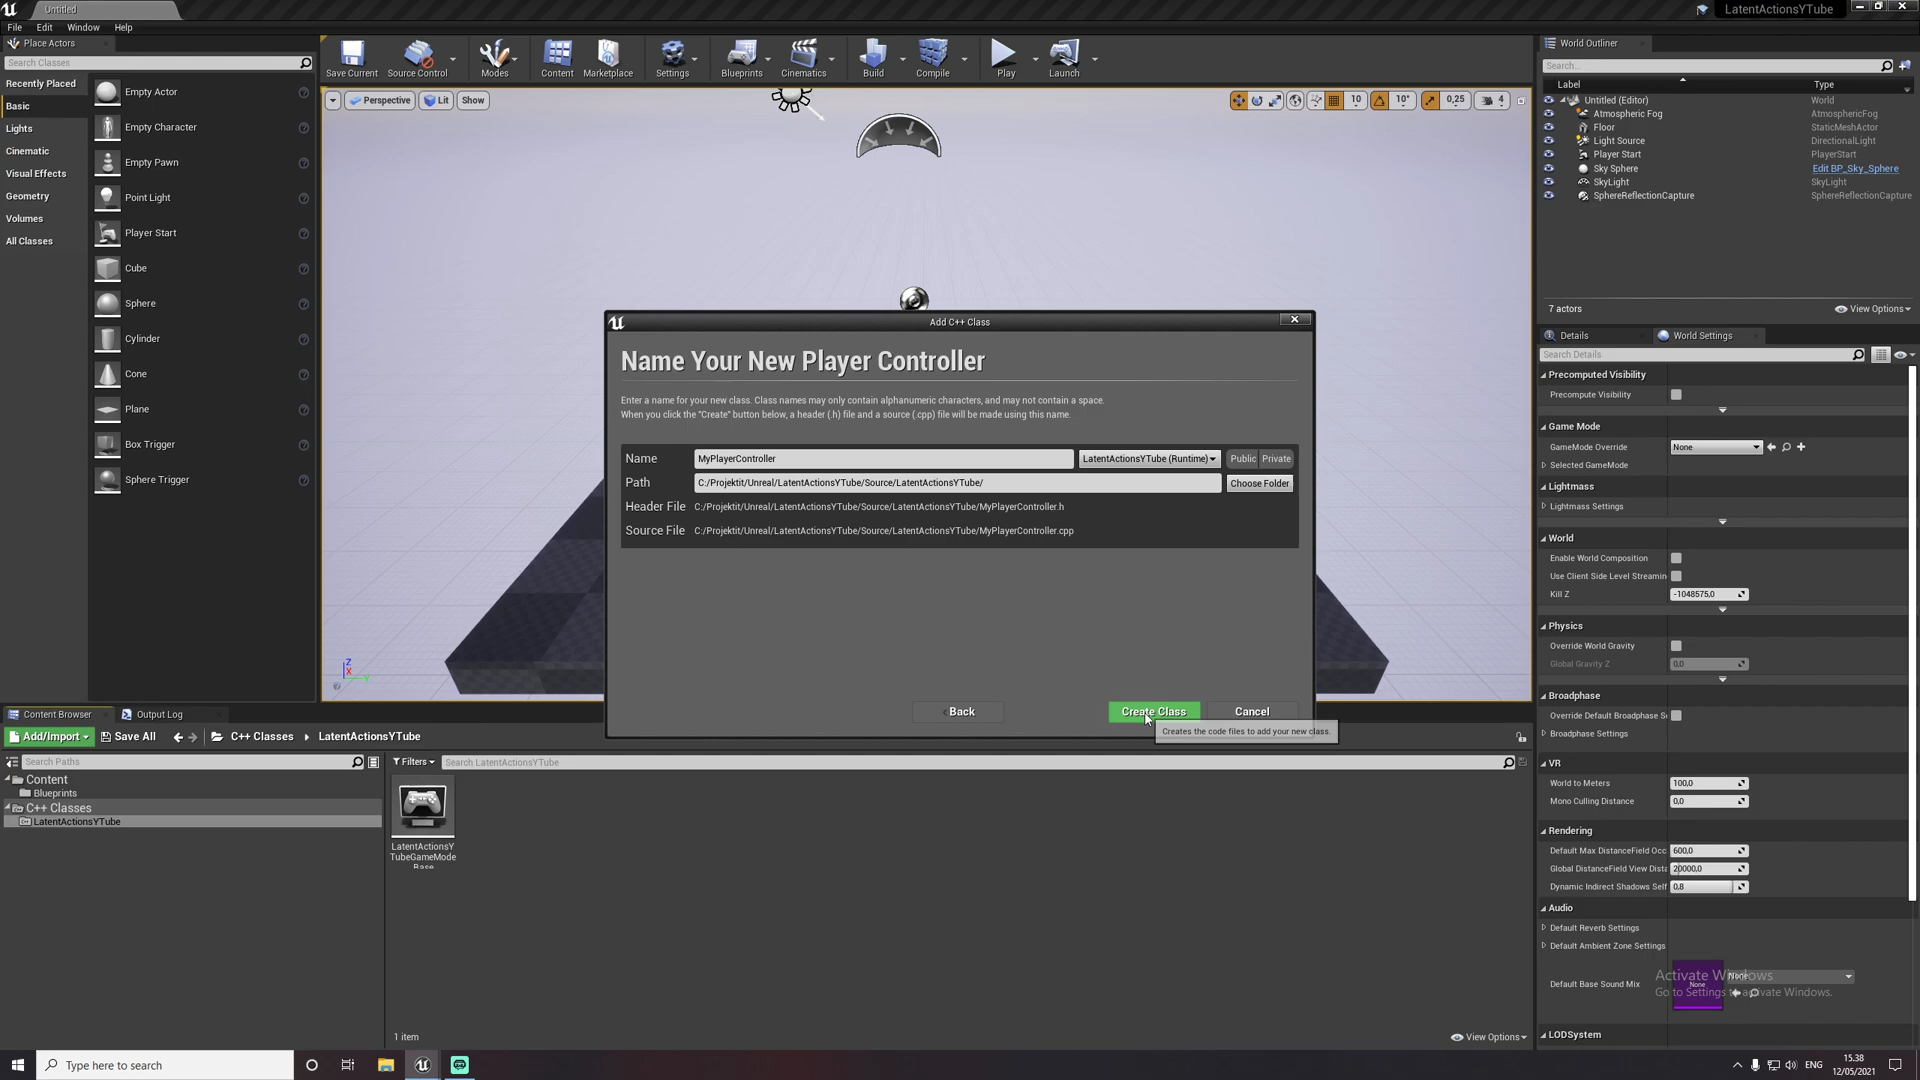 Untitled
LatentActionsYTube
File Edit Window Help
Place Actors
Search Classes
Recently Placed
Basic
Lights
Cinematic
Visual Effects
Geometry
Volumes
All Classes
Empty Actor
Empty Character
Empty Pawn
Point Light
Player Start
Cube
Sphere
Cylinder
Cone
Plane
Box Trigger
Sphere Trigger
Save Current
Source Control
Modes
Content
Marketplace
Settings
Blueprints
Cinematics
Build
Compile
Play
Launch
Perspective
Lit
Show
10
10°
0,25
4
World Outliner
Search...
Label Type
Untitled (Editor) World
Atmospheric Fog AtmosphericFog
Floor StaticMeshActor
Light Source DirectionalLight
Player Start PlayerStart
Sky Sphere Edit BP_Sky_Sphere
SkyLight SkyLight
SphereReflectionCapture SphereReflectionCapture
7 actors
View Options
Add C++ Class
Name Your New Player Controller
Enter a name for your new class. Class names may only contain alphanumeric characters, and may not contain a space.
When you click the "Create" button below, a header (.h) file and a source (.cpp) file will be made using this name.
Name MyPlayerController LatentActionsYTube (Runtime) Public Private
Path C:/Projektit/Unreal/LatentActionsYTube/Source/LatentActionsYTube/ Choose Folder
Header File C:/Projektit/Unreal/LatentActionsYTube/Source/LatentActionsYTube/MyPlayerController.h
Source File C:/Projektit/Unreal/LatentActionsYTube/Source/LatentActionsYTube/MyPlayerController.cpp
Back
Create Class
Cancel
Creates the code files to add your new class.
Z
X
Y
Details
World Settings
Search Details
Precomputed Visibility
Precompute Visibility
Game Mode
GameMode Override None
Selected GameMode
Lightmass
Lightmass Settings
World
Enable World Composition
Use Client Side Level Streamin
Kill Z -1048575,0
Physics
Override World Gravity
Global Gravity Z 0,0
Broadphase
Override Default Broadphase S
Broadphase Settings
VR
World to Meters 100,0
Mono Culling Distance 0,0
Rendering
Default Max DistanceField Occ 600,0
Global DistanceField View Dista 20000,0
Dynamic Indirect Shadows Self 0,8
Audio
Default Reverb Settings
Default Ambient Zone Settings
Default Base Sound Mix None None
LODSystem
Activate Windows
Go to Settings to activate Windows.
Content Browser
Output Log
Add/Import
Save All
C++ Classes
LatentActionsYTube
Search Paths
Content
Blueprints
C++ Classes
LatentActionsYTube
Filters
Search LatentActionsYTube
LatentActionsY
TubeGameMode
Base
1 item
View Options
Type here to search
ENG
15.38
12/05/2021